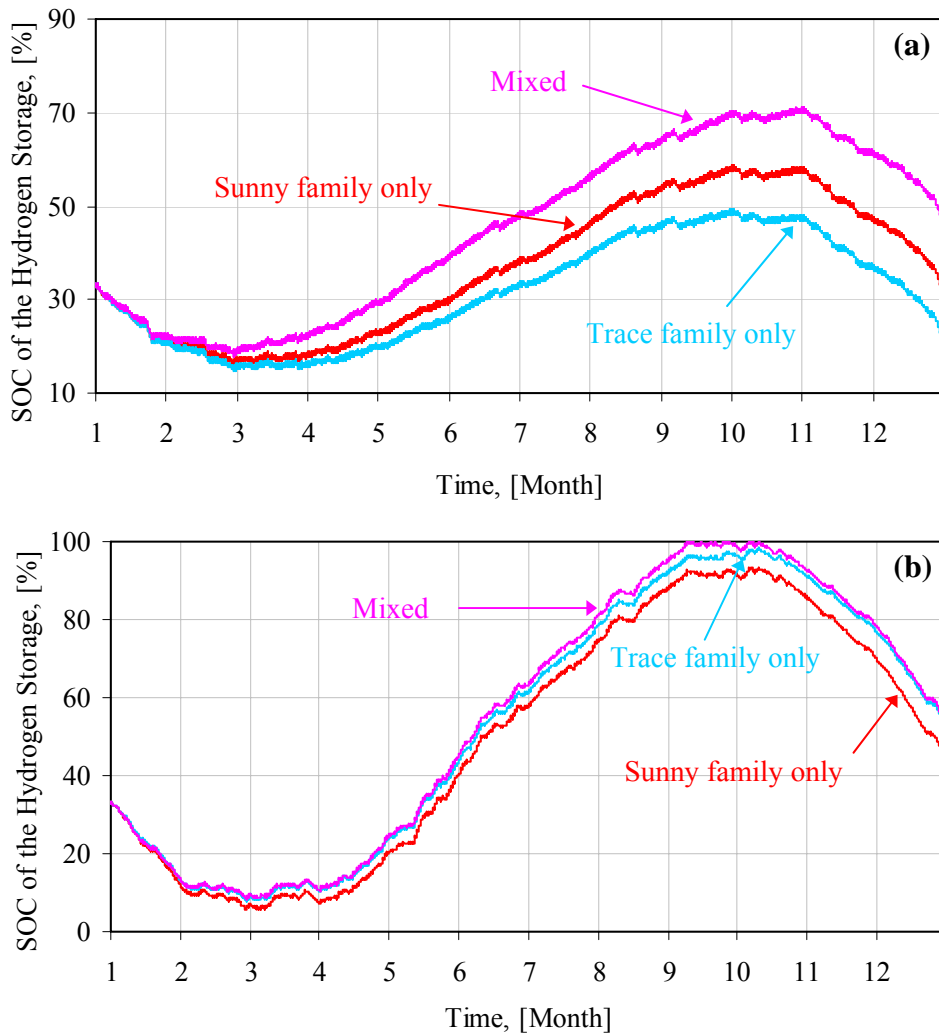 90
(a)
Mixed
70
Sunny family only
50
30
Trace family only
10
1 2 3 4 5 6 7 8 9 10 11 12
Time, [Month]
SOC of the Hydrogen Storage, [%]
100
(b)
Mixed
80
Trace family only
60
40
Sunny family only
20
0
1 2 3 4 5 6 7 8 9 10 11 12
Time, [Month]
SOC of the Hydrogen Storage, [%]